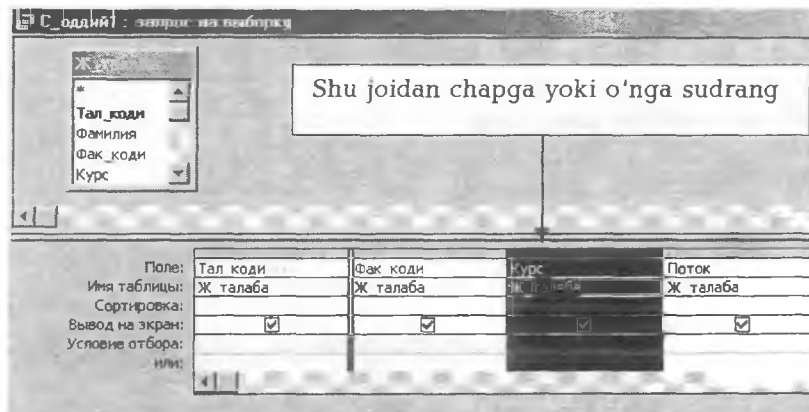 С_оддий1 : запрос на выборку
Ж
*
Тал_коди
Фамилия
Фак_коди
Курс
Shu joidan chapga yoki o'nga sudrang
Поле: Тал_коди Фак_коди Курс Поток
Имя таблицы: Ж_талаба Ж_талаба Ж_талаба Ж_талаба
Сортировка:
Вывод на экран:
Условие отбора:
или: